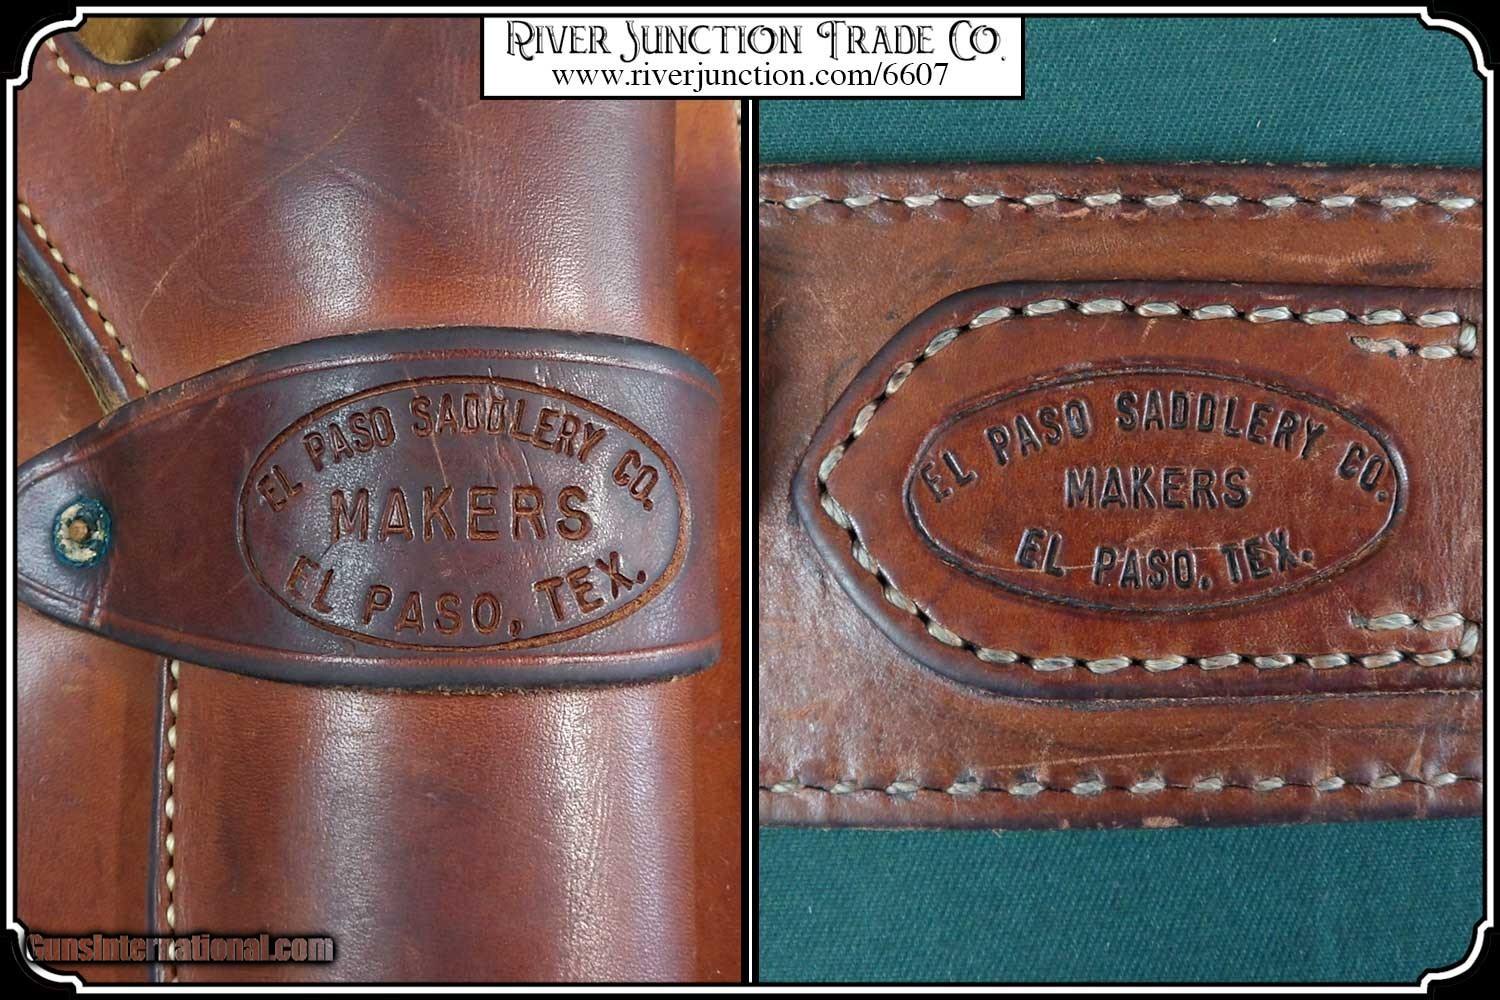 River Junction Trade Co.
www.riverjunction.com/6607
EL PASO SADDLERY CO.
MAKERS
EL PASO, TEX.
EL PASO SADDLERY CO.
MAKERS
EL PASO, TEX.
GunsInternational.com